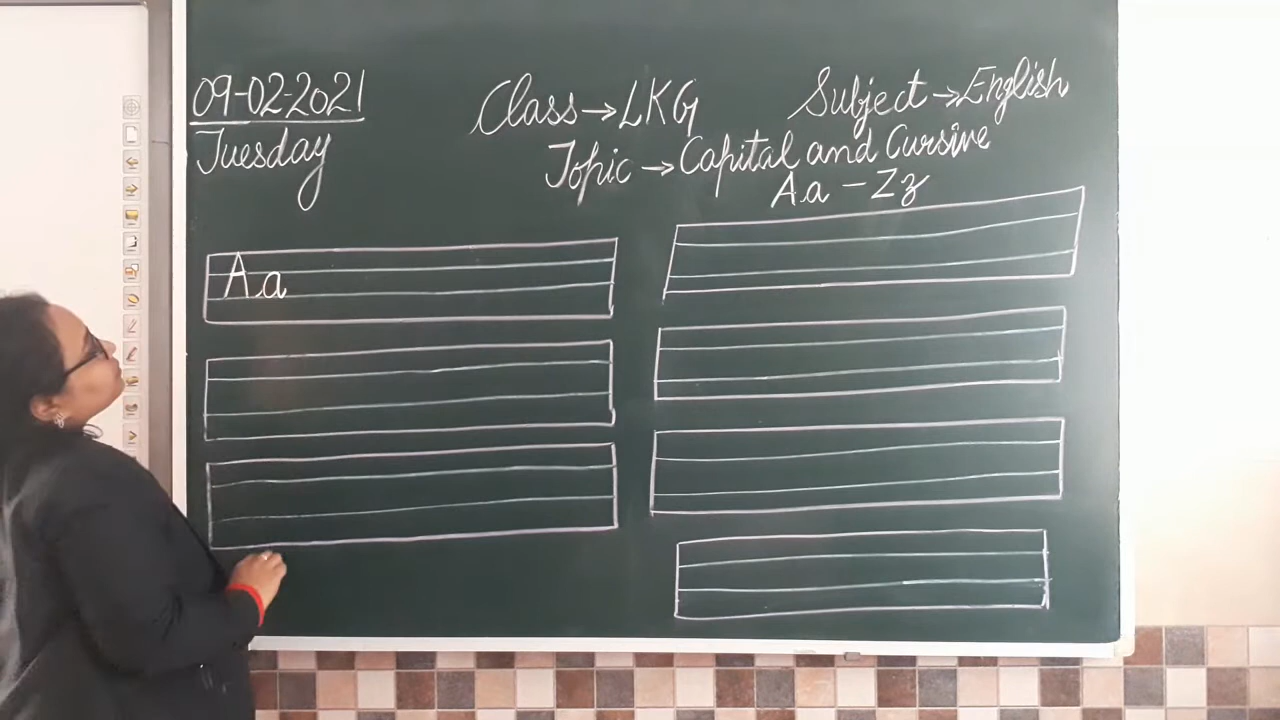 09-02-2021
Tuesday
Class → LKG
Subject → English
Topic → Capital and Cursive
Aa - Zz
Aa